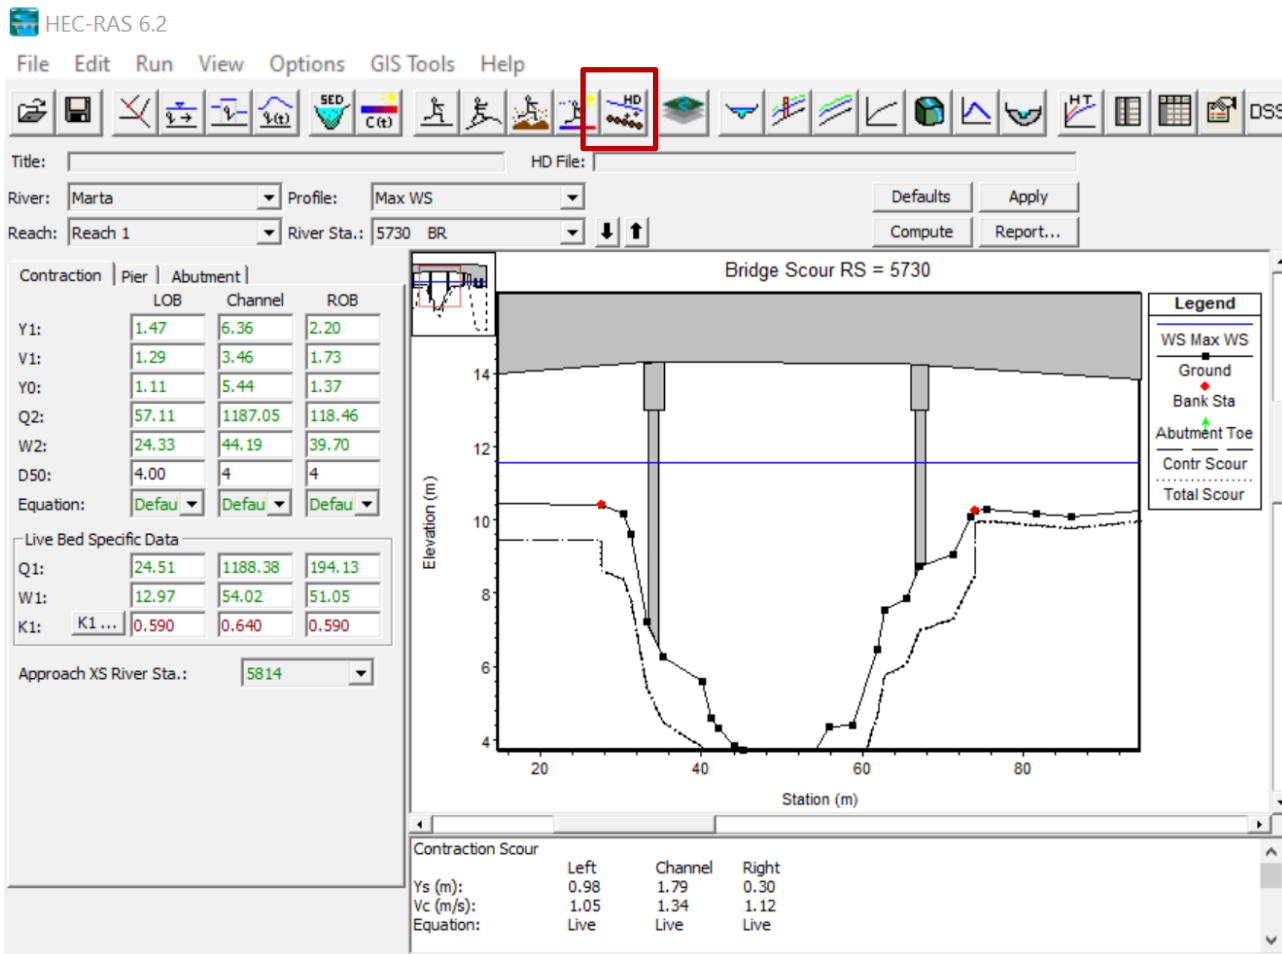 HEC-RAS 6.2
File Edit Run View Options GIS Tools Help
SED C(t) HD HT DSS
Title: HD File:
River: Marta Profile: Max WS Defaults Apply
Reach: Reach 1 River Sta.: 5730 BR Compute Report...
Contraction Pier Abutment
LOB Channel ROB
Y1: 1.47 6.36 2.20
V1: 1.29 3.46 1.73
Y0: 1.11 5.44 1.37
Q2: 57.11 1187.05 118.46
W2: 24.33 44.19 39.70
D50: 4.00 4 4
Equation: Defau Defau Defau
Live Bed Specific Data
Q1: 24.51 1188.38 194.13
W1: 12.97 54.02 51.05
K1: K1 ... 0.590 0.640 0.590
Approach XS River Sta.: 5814
Bridge Scour RS = 5730
Elevation (m)
14
12
10
8
6
4
20 40 60 80
Station (m)
Legend
WS Max WS
Ground
Bank Sta
Abutment Toe
Contr Scour
Total Scour
Contraction Scour
Left Channel Right
Ys (m): 0.98 1.79 0.30
Vc (m/s): 1.05 1.34 1.12
Equation: Live Live Live